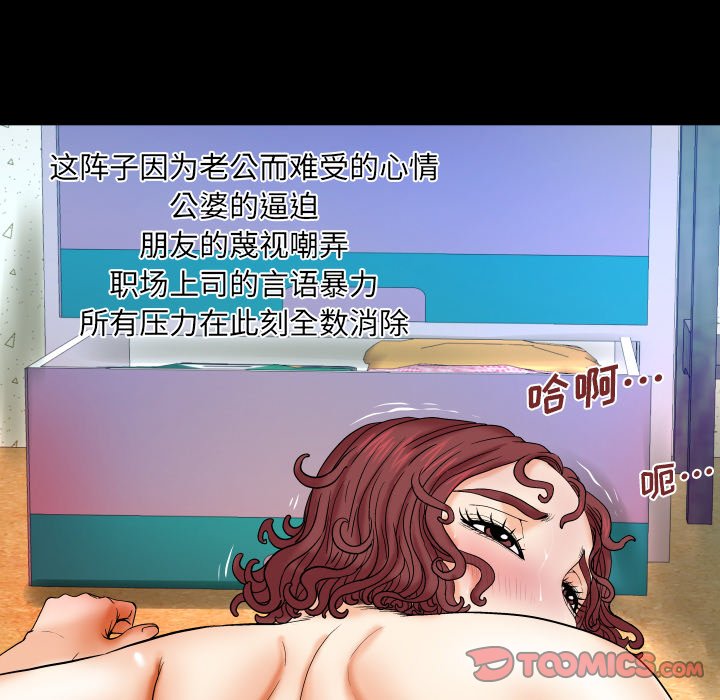 这阵子因为老公而难受的心情
公婆的逼迫
朋友的蔑视嘲弄
职场上司的言语暴力
所有压力在此刻全数消除
哈啊…
呃…
TOOMICS.COM